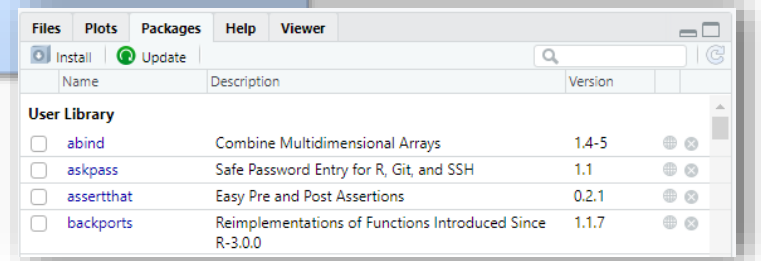 Files Plots Packages Help Viewer
Install Update
Name Description Version
User Library
abind Combine Multidimensional Arrays 1.4-5
askpass Safe Password Entry for R, Git, and SSH 1.1
assertthat Easy Pre and Post Assertions 0.2.1
backports Reimplementations of Functions Introduced Since 1.1.7
R-3.0.0